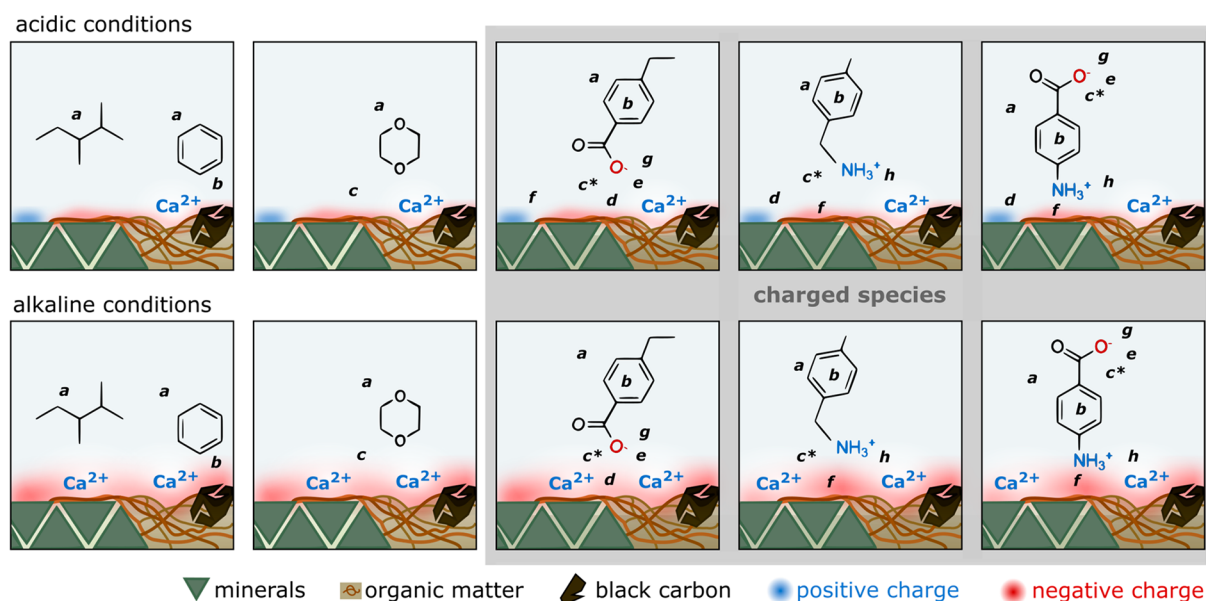 acidic conditions
a
a
b
Ca2+
a
O
O
c
Ca2+
a
b
O
O-
g
c*
e
f
d
Ca2+
a
b
c*
NH3+
h
d
f
Ca2+
g
O
O-
e
c*
a
b
h
NH3+
d
f
Ca2+
charged species
alkaline conditions
a
a
b
Ca2+
Ca2+
a
O
O
c
Ca2+
Ca2+
a
b
O
O-
g
c*
e
d
Ca2+
Ca2+
a
b
NH3+
c*
h
f
Ca2+
Ca2+
g
O
O-
e
c*
a
b
NH3+
h
f
Ca2+
Ca2+
minerals
organic matter
black carbon
positive charge
negative charge